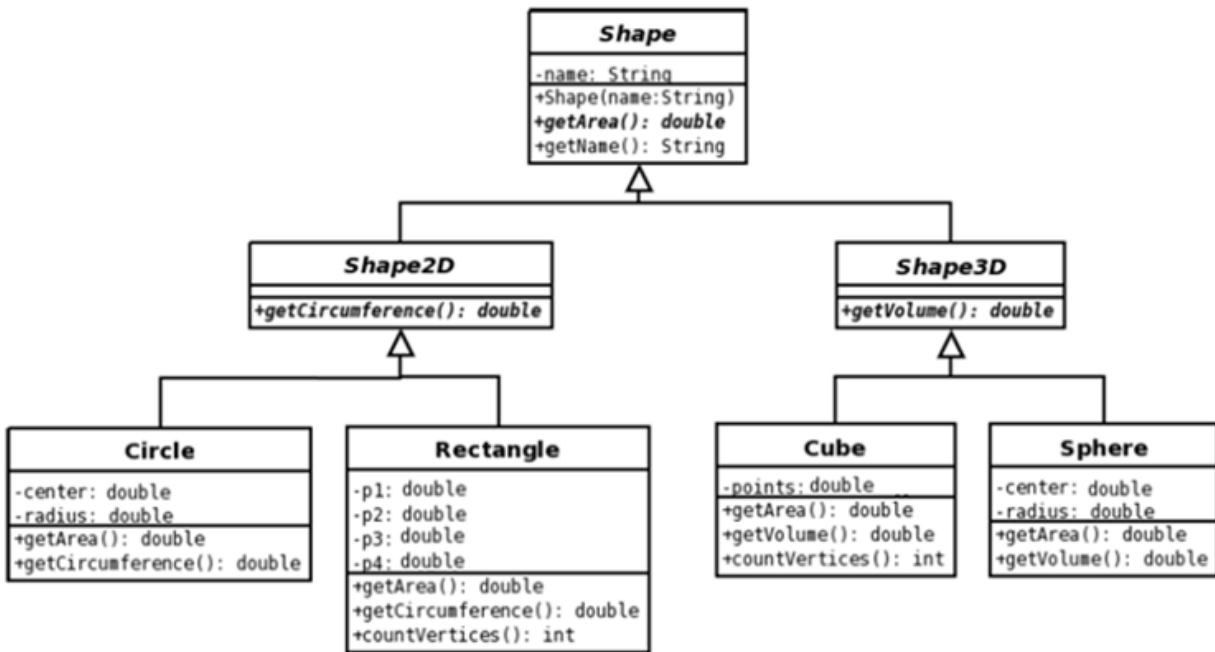 Shape
-name: String
+Shape(name:String)
+getArea(): double
+getName(): String
Shape2D
+getCircumference(): double
Shape3D
+getVolume(): double
Circle
-center: double
-radius: double
+getArea(): double
+getCircumference(): double
Rectangle
-p1: double
-p2: double
-p3: double
-p4: double
+getArea(): double
+getCircumference(): double
+countVertices(): int
Cube
-points: double
+getArea(): double
+getVolume(): double
+countVertices(): int
Sphere
-center: double
-radius: double
+getArea(): double
+getVolume(): double